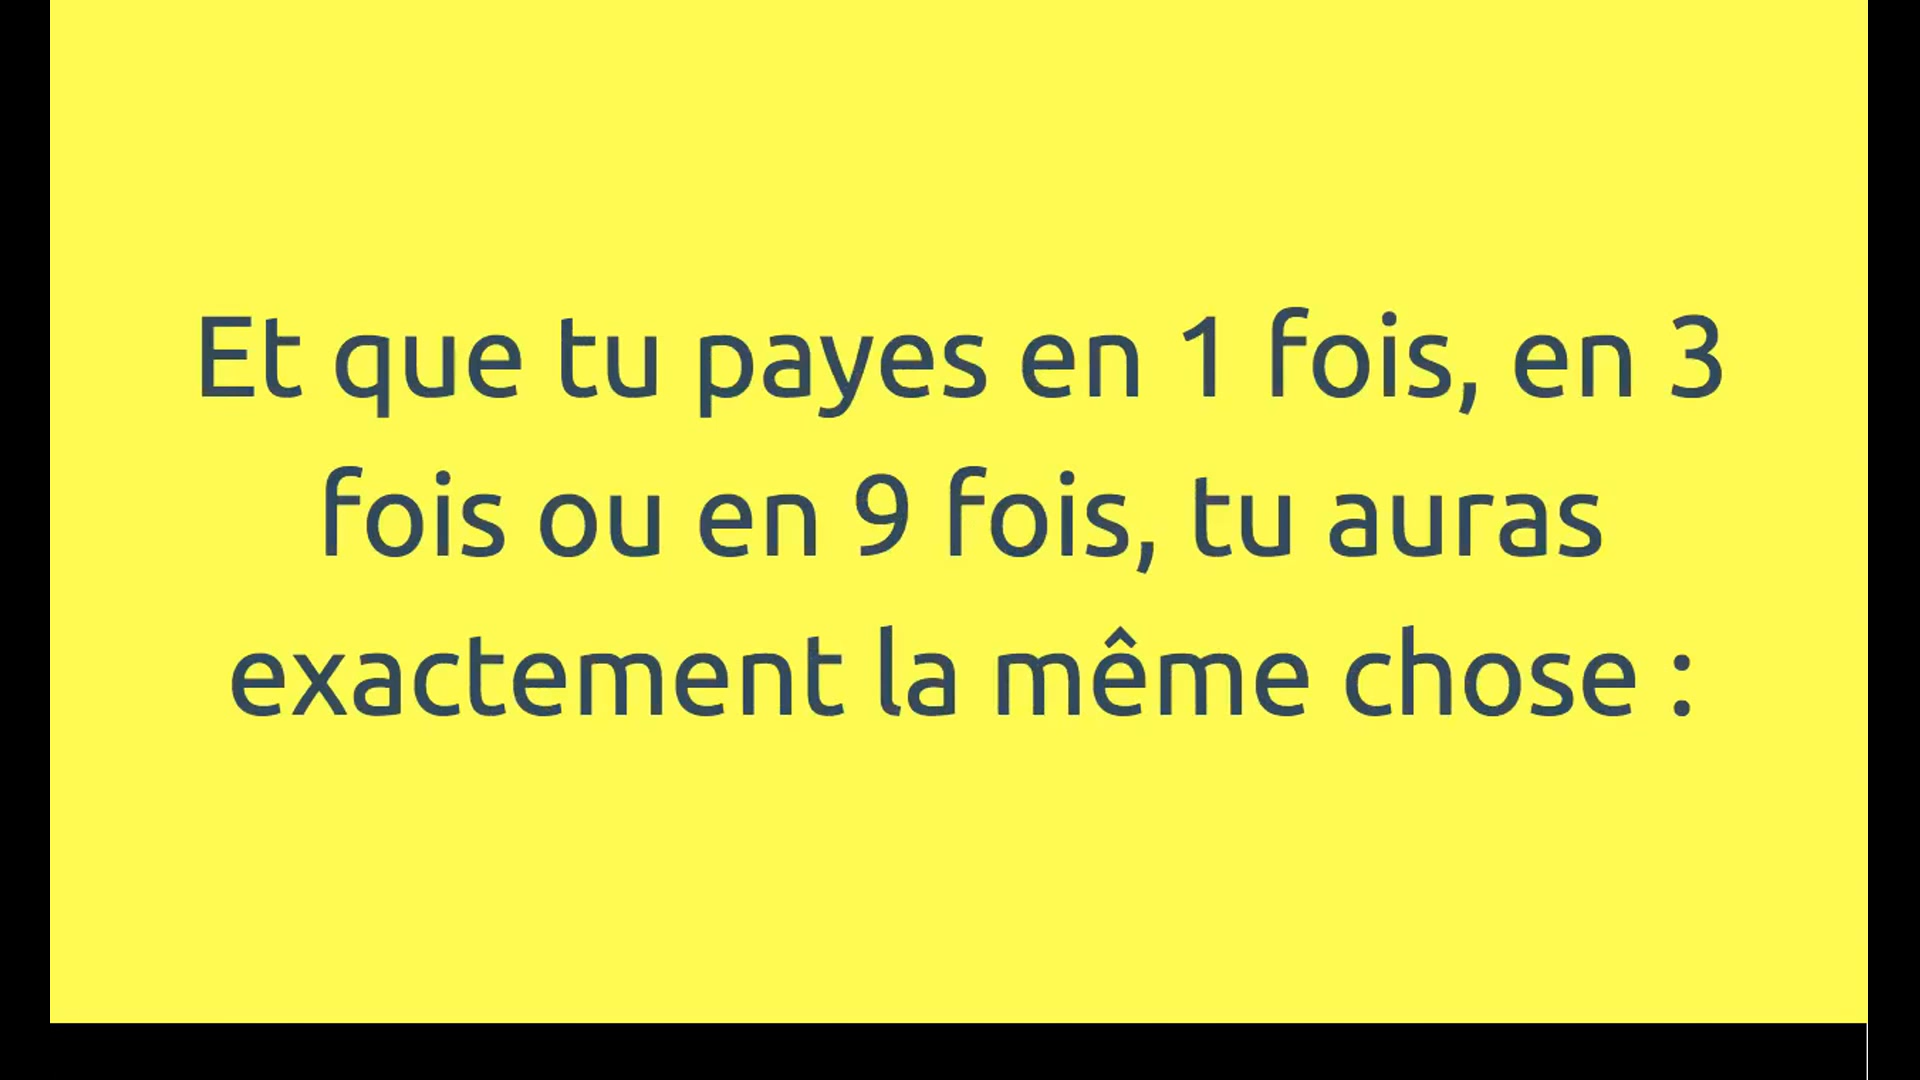 Et que tu payes en 1 fois, en 3
fois ou en 9 fois, tu auras
exactement la même chose :